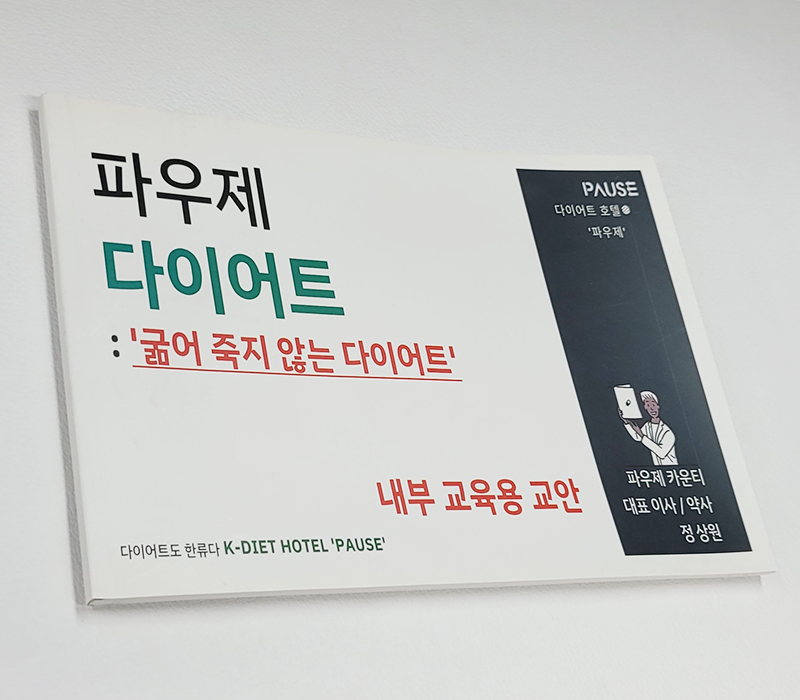 파우제
다이어트
: '굶어 죽지 않는 다이어트'
내부 교육용 교안
다이어트도 한류다 K-DIET HOTEL 'PAUSE'
PAUSE
다이어트 호텔
'파우제'
파우제 카운티
대표 이사 / 약사
정 상원